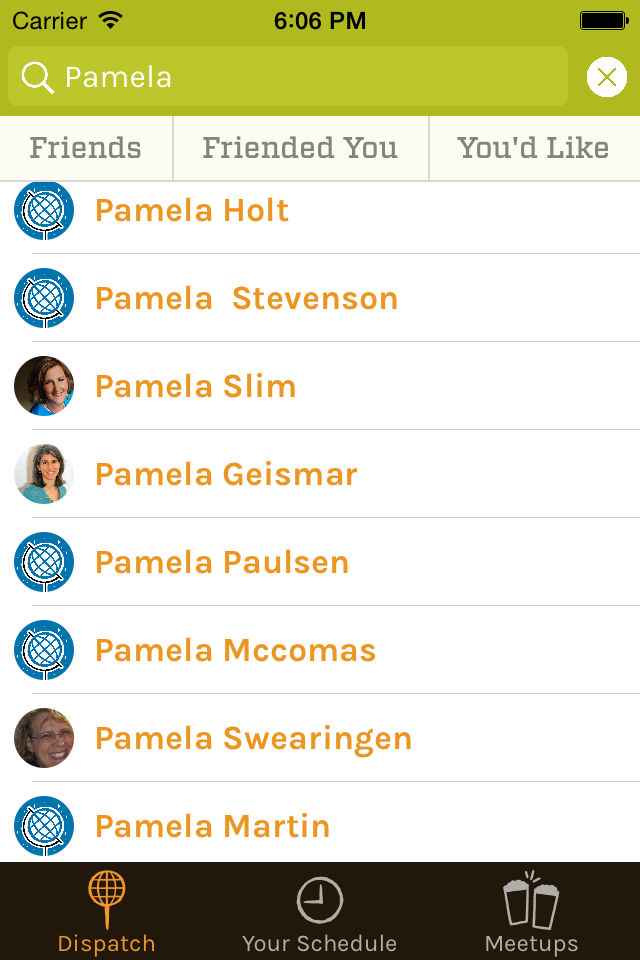 Carrier 6:06 PM
Pamela
Friends Friended You You'd Like
Pamela Holt
Pamela  Stevenson
Pamela Slim
Pamela Geismar
Pamela Paulsen
Pamela Mccomas
Pamela Swearingen
Pamela Martin
Dispatch Your Schedule Meetups